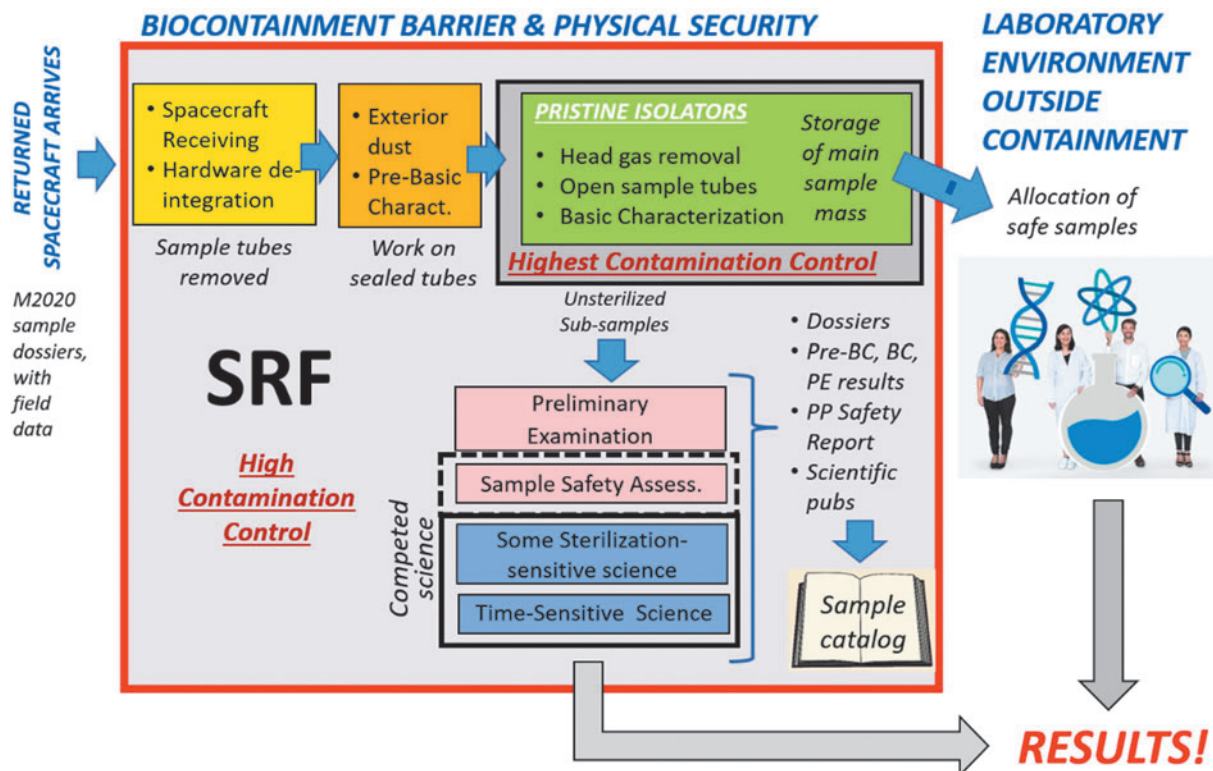 BIOCONTAINMENT BARRIER & PHYSICAL SECURITY
LABORATORY
ENVIRONMENT
OUTSIDE
CONTAINMENT
RETURNED
SPACECRAFT ARRIVES
M2020
sample
dossiers,
with
field
data
• Spacecraft
Receiving
• Hardware de-
integration
Sample tubes
removed
• Exterior
dust
• Pre-Basic
Charact.
Work on
sealed tubes
PRISTINE ISOLATORS
• Head gas removal
• Open sample tubes
• Basic Characterization
Storage
of main
sample
mass
Highest Contamination Control
Allocation of
safe samples
Unsterilized
Sub-samples
SRF
High
Contamination
Control
Preliminary
Examination
Sample Safety Assess.
Competed
science
Some Sterilization-
sensitive science
Time-Sensitive Science
• Dossiers
• Pre-BC, BC,
PE results
• PP Safety
Report
• Scientific
pubs
Sample
catalog
RESULTS!